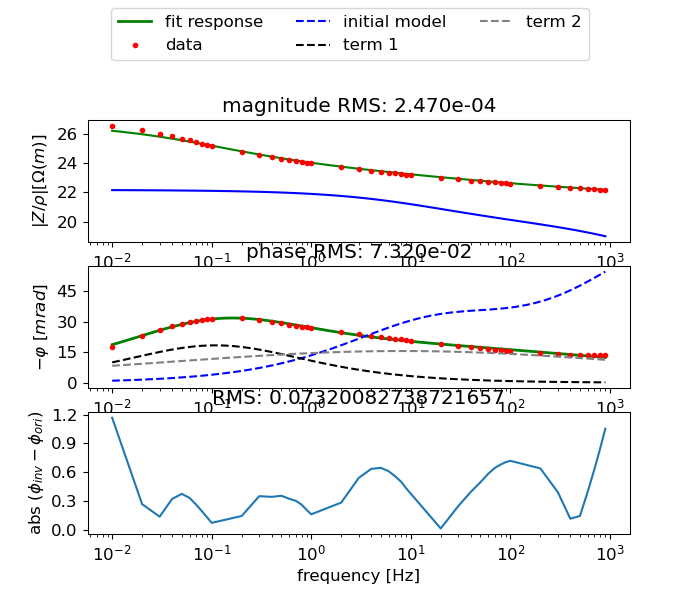 fit response initial model term 2
data term 1
magnitude RMS: 2.470e-04
26
24
22
20
|Z/ρ|[Ω(m)]
10⁻² 10⁻¹ 10⁰ 10¹ 10² 10³
phase RMS: 7.320e-02
45
30
15
0
−φ [mrad]
10⁻² 10⁻¹ 10⁰ 10¹ 10² 10³
RMS: 0.07320082738721657
1.2
0.9
0.6
0.3
0.0
abs (ϕ_inv − ϕ_ori)
10⁻² 10⁻¹ 10⁰ 10¹ 10² 10³
frequency [Hz]